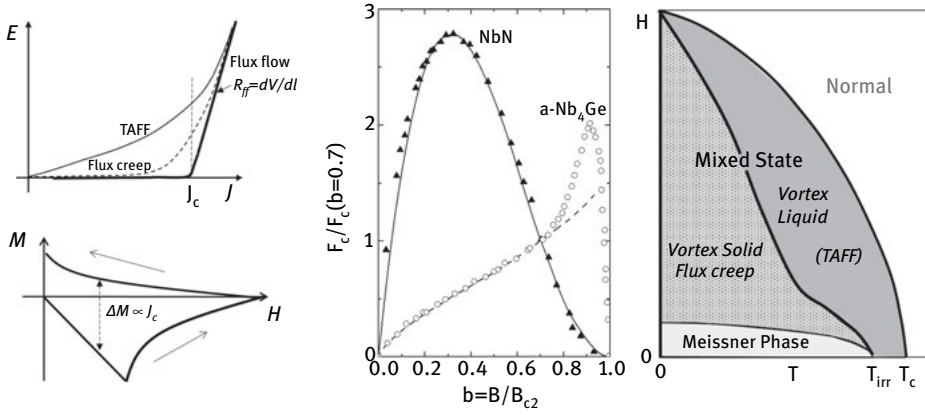 E
Flux flow
R_ff=dV/dI
TAFF
Flux creep
J_c
J
M
H
ΔM ∝ J_c
3
2
1
0
F_c/F_c(b=0.7)
NbN
a-Nb₄Ge
0
0.2
0.4
0.6
0.8
1.0
b=B/B_c2
H
Normal
Mixed State
Vortex
Liquid
(TAFF)
Vortex Solid
Flux creep
Meissner Phase
0
0
T
T_irr
T_c